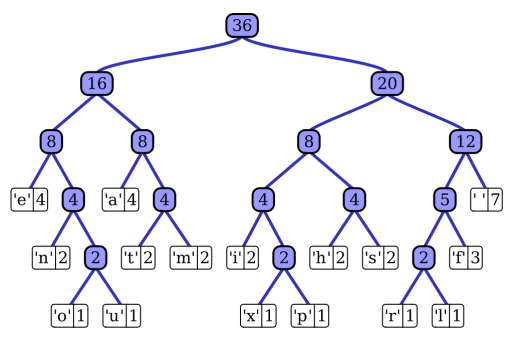 36
16 20
8 8 8 12
'e' 4 4 'a' 4 4 4 4 5 ' ' 7
'n' 2 2 't' 2 'm' 2 'i' 2 2 'h' 2 's' 2 2 'f' 3
'o' 1 'u' 1 'x' 1 'p' 1 'r' 1 'l' 1